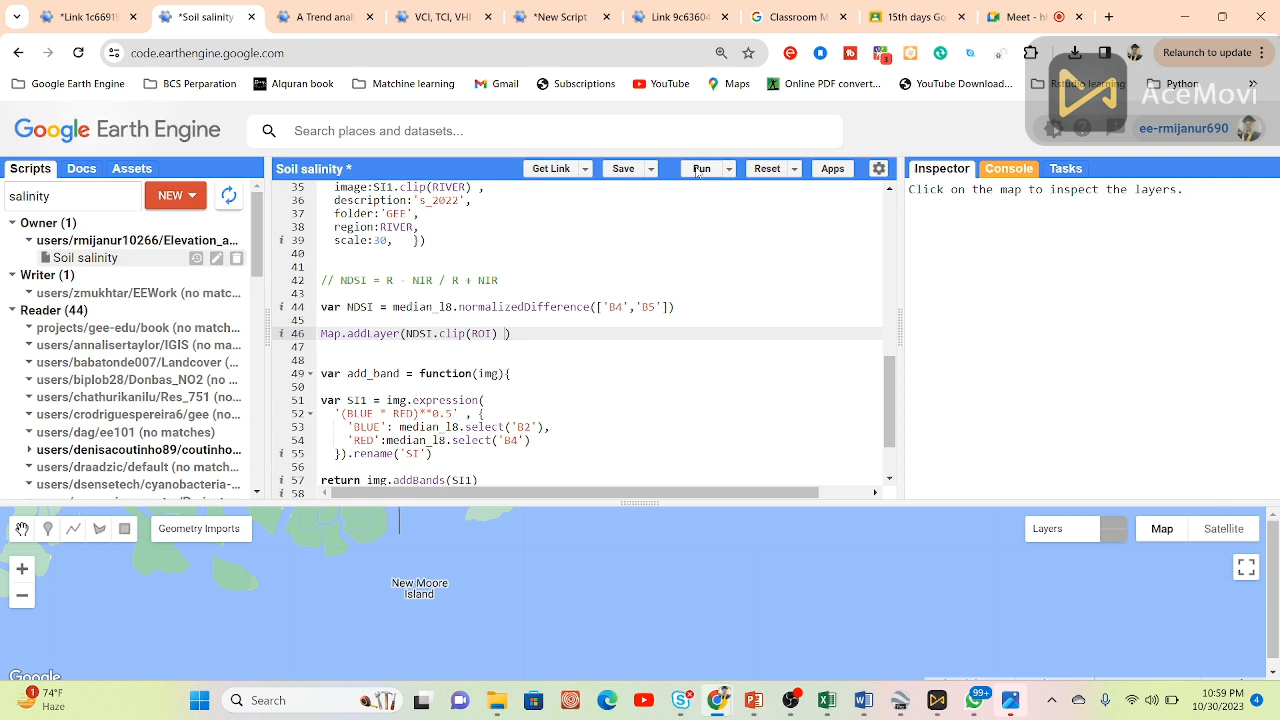 *Link 1c66919
*Soil salinity
A Trend anal
VCI, TCI, VHI
*New Script
Link 9c6360
Classroom M
15th days Go
Meet - h
code.earthengine.google.com
3
Relaunch to update
Google Earth Engine
BCS Perparation
Alquran book
Matchine learning
Gmail
Subscriptions
YouTube
Maps
Online PDF convert...
YouTube Download...
Rstudio learning
Python
AceMovi
Google Earth Engine
Search places and datasets...
ee-rmijanur690
Scripts
Docs
Assets
Soil salinity *
Get Link
Save
Run
Reset
Apps
Inspector
Console
Tasks
salinity
NEW
Click on the map to inspect the layers.
Owner (1)
users/rmijanur10266/Elevation_a...
Soil salinity
Writer (1)
users/zmukhtar/EEWork (no matc...
Reader (44)
projects/gee-edu/book (no match...
users/annalisertaylor/IGIS (no ma...
users/babatonde007/Landcover (...
users/biplob28/Donbas_NO2 (no ...
users/chathurikanali/Res_751 (no...
users/crodriguespereira6/gee (no...
users/dag/ee101 (no matches)
users/denisacoutinho89/coutinho...
users/draadzic/default (no match...
users/dsensetech/cyanobacteria-...
35 image:SI1.clip(RIVER) ,
36 description:'s_2022',
37 folder:'GEE',
38 region:RIVER,
39 scale:30, })
40
41
42 // NDSI = R - NIR / R + NIR
43
44 var NDSI = median_l8.normalizedDifference(['B4','B5'])
45
46 Map.addLayer(NDSI.clip(ROI) )
47
48
49 var add_band = function(img){
50
51 var SI1 = img.expression(
52 '(BLUE * RED)**0.5' , {
53 'BLUE': median_l8.select('B2'),
54 'RED':median_l8.select('B4')
55 }).rename('SI')
56
57 return img.addBands(SI1)
58
Geometry Imports
Layers
Map
Satellite
+
−
New Moore
Island
Google
1
74°F
Haze
Search
99+
10:59 PM
10/30/2023
4